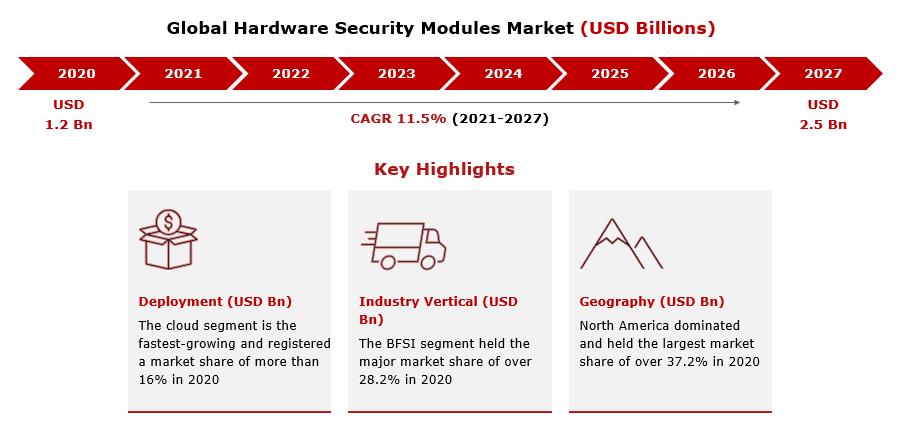 Global Hardware Security Modules Market (USD Billions)
2020 2021 2022 2023 2024 2025 2026 2027
USD
1.2 Bn
CAGR 11.5% (2021-2027)
USD
2.5 Bn
Key Highlights
$
Deployment (USD Bn)
The cloud segment is the
fastest-growing and registered
a market share of more than
16% in 2020
Industry Vertical (USD
Bn)
The BFSI segment held the
major market share of over
28.2% in 2020
Geography (USD Bn)
North America dominated
and held the largest market
share of over 37.2% in 2020